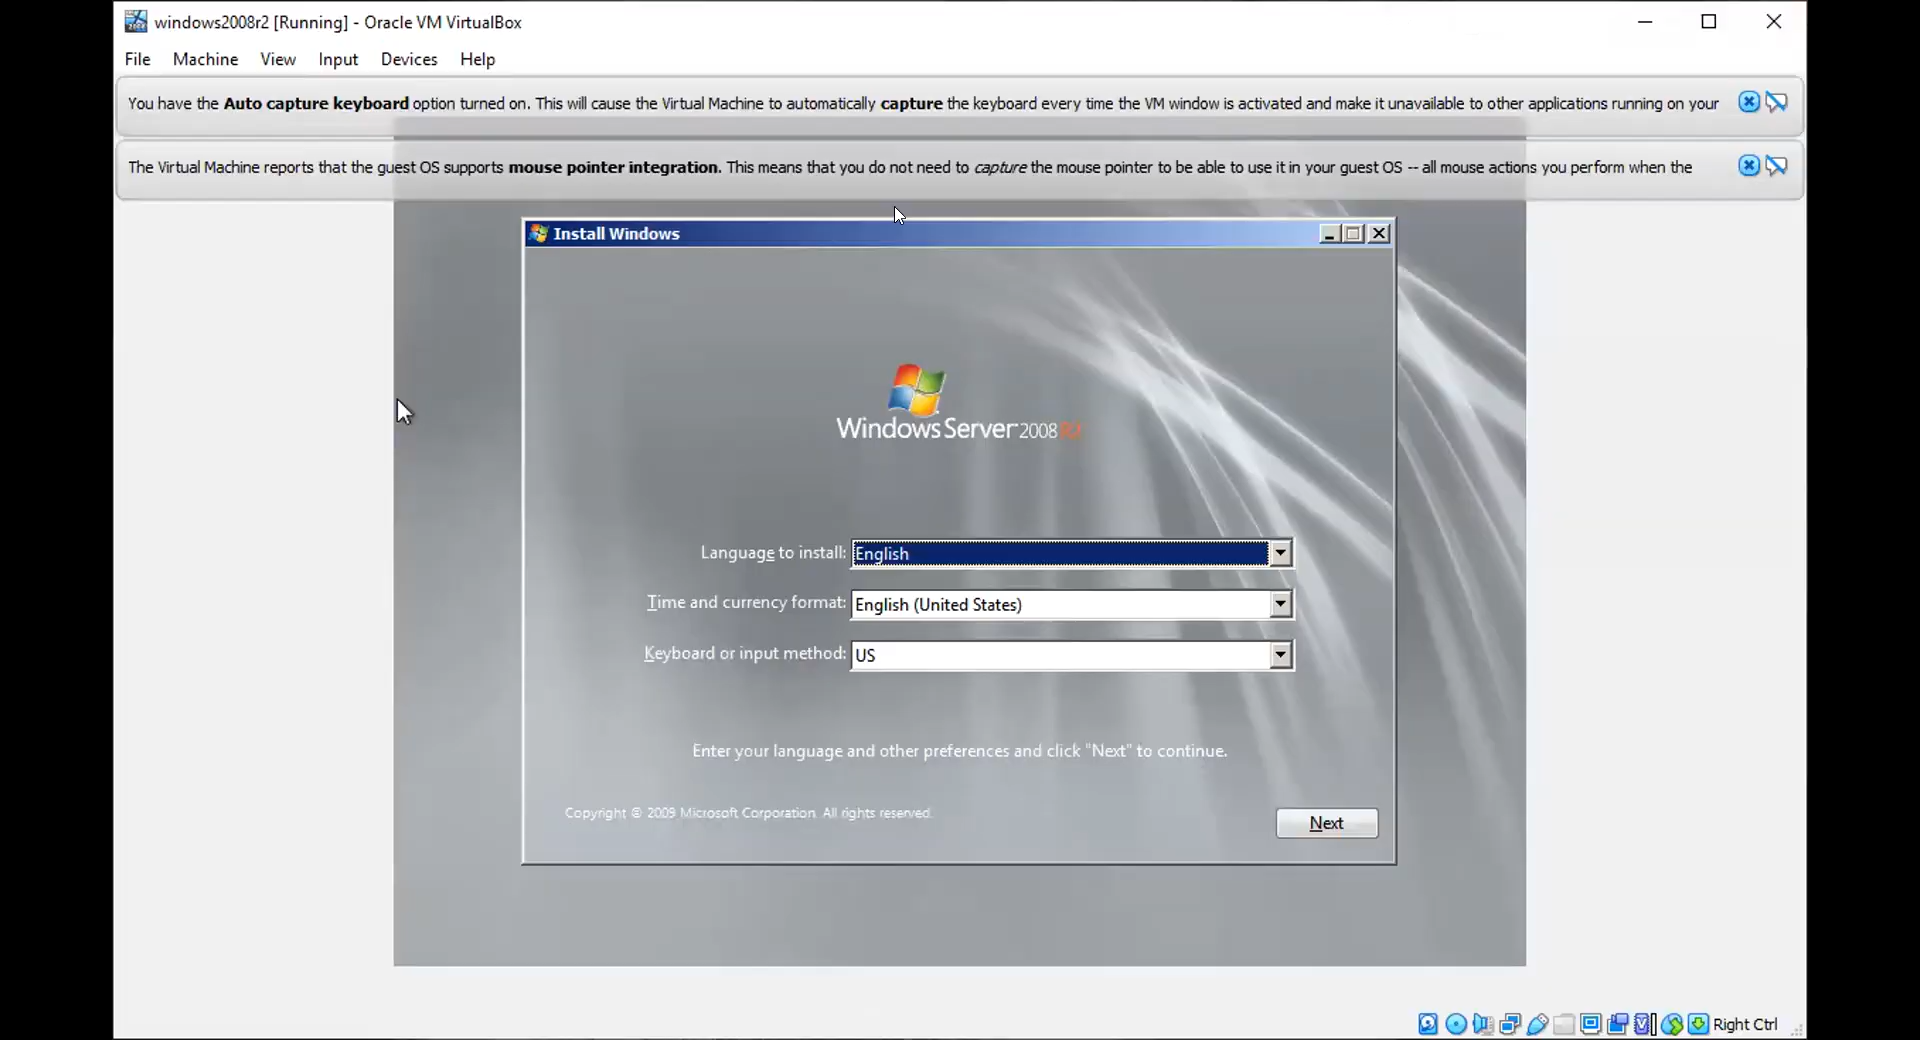 windows2008r2 [Running] - Oracle VM VirtualBox
File Machine View Input Devices Help
You have the Auto capture keyboard option turned on. This will cause the Virtual Machine to automatically capture the keyboard every time the VM window is activated and make it unavailable to other applications running on your
The Virtual Machine reports that the guest OS supports mouse pointer integration. This means that you do not need to capture the mouse pointer to be able to use it in your guest OS -- all mouse actions you perform when the
Install Windows
Windows Server 2008 R2
Language to install: English
Time and currency format: English (United States)
Keyboard or input method: US
Enter your language and other preferences and click "Next" to continue.
Copyright © 2009 Microsoft Corporation. All rights reserved.
Next
Right Ctrl